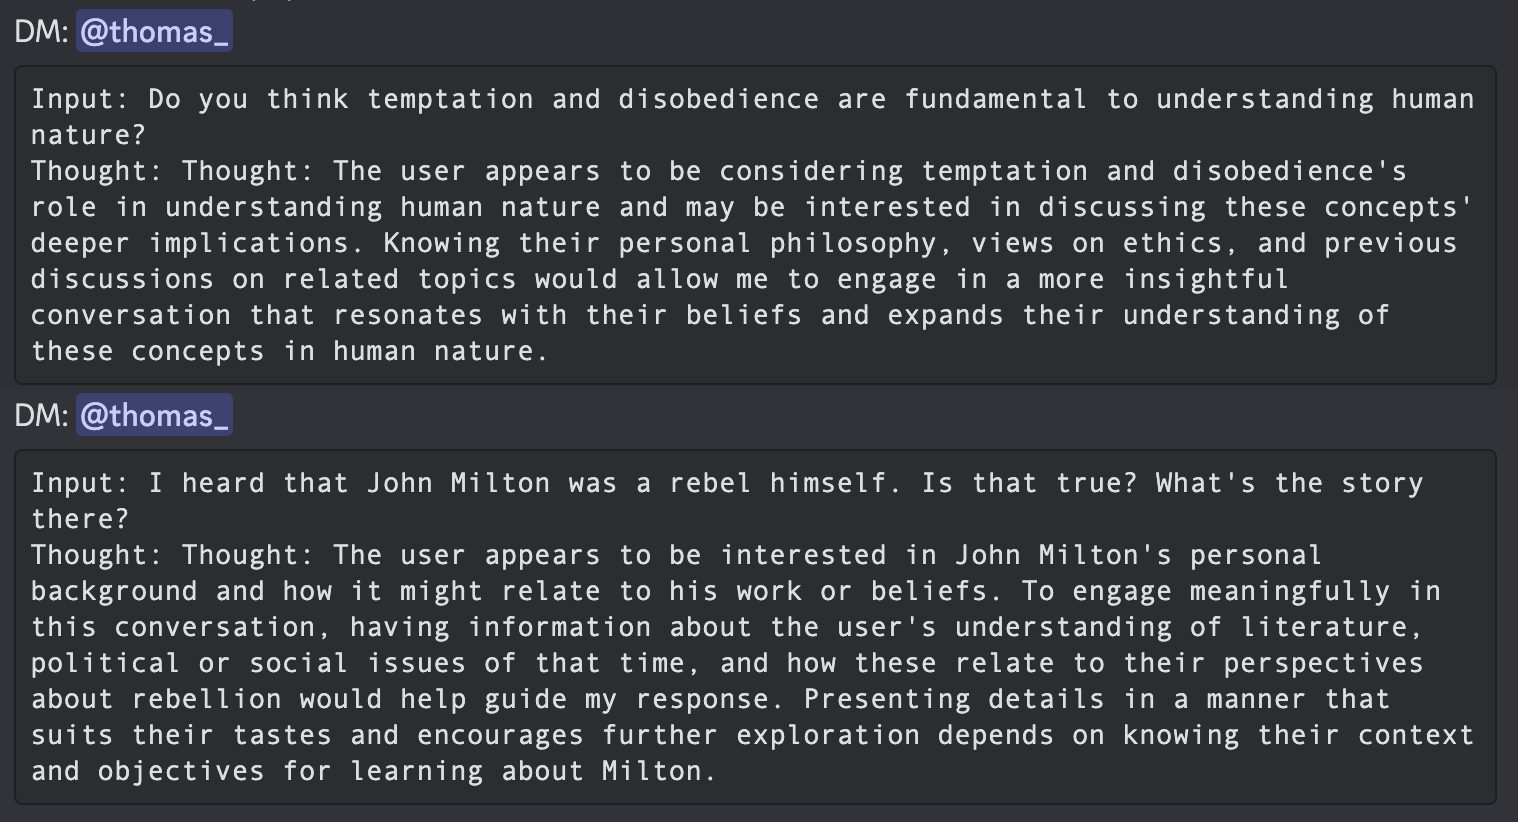 DM: @thomas_
Input: Do you think temptation and disobedience are fundamental to understanding human
nature?
Thought: Thought: The user appears to be considering temptation and disobedience's
role in understanding human nature and may be interested in discussing these concepts'
deeper implications. Knowing their personal philosophy, views on ethics, and previous
discussions on related topics would allow me to engage in a more insightful
conversation that resonates with their beliefs and expands their understanding of
these concepts in human nature.
DM: @thomas_
Input: I heard that John Milton was a rebel himself. Is that true? What's the story
there?
Thought: Thought: The user appears to be interested in John Milton's personal
background and how it might relate to his work or beliefs. To engage meaningfully in
this conversation, having information about the user's understanding of literature,
political or social issues of that time, and how these relate to their perspectives
about rebellion would help guide my response. Presenting details in a manner that
suits their tastes and encourages further exploration depends on knowing their context
and objectives for learning about Milton.